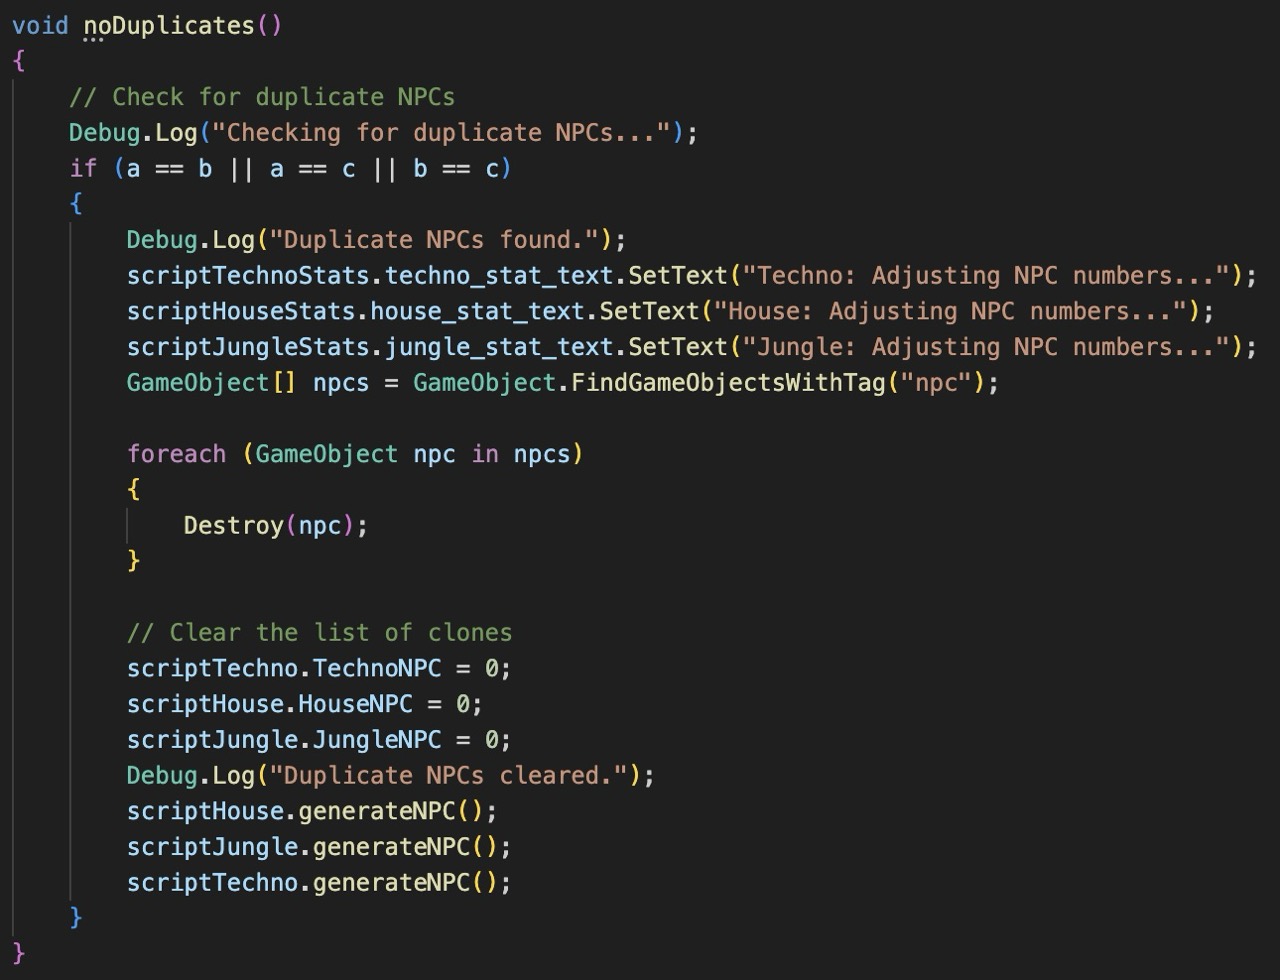 void noDuplicates()
{
    // Check for duplicate NPCs
    Debug.Log("Checking for duplicate NPCs...");
    if (a == b || a == c || b == c)
    {
        Debug.Log("Duplicate NPCs found.");
        scriptTechnoStats.techno_stat_text.SetText("Techno: Adjusting NPC numbers...");
        scriptHouseStats.house_stat_text.SetText("House: Adjusting NPC numbers...");
        scriptJungleStats.jungle_stat_text.SetText("Jungle: Adjusting NPC numbers...");
        GameObject[] npcs = GameObject.FindGameObjectsWithTag("npc");

        foreach (GameObject npc in npcs)
        {
            Destroy(npc);
        }

        // Clear the list of clones
        scriptTechno.TechnoNPC = 0;
        scriptHouse.HouseNPC = 0;
        scriptJungle.JungleNPC = 0;
        Debug.Log("Duplicate NPCs cleared.");
        scriptHouse.generateNPC();
        scriptJungle.generateNPC();
        scriptTechno.generateNPC();
    }
}